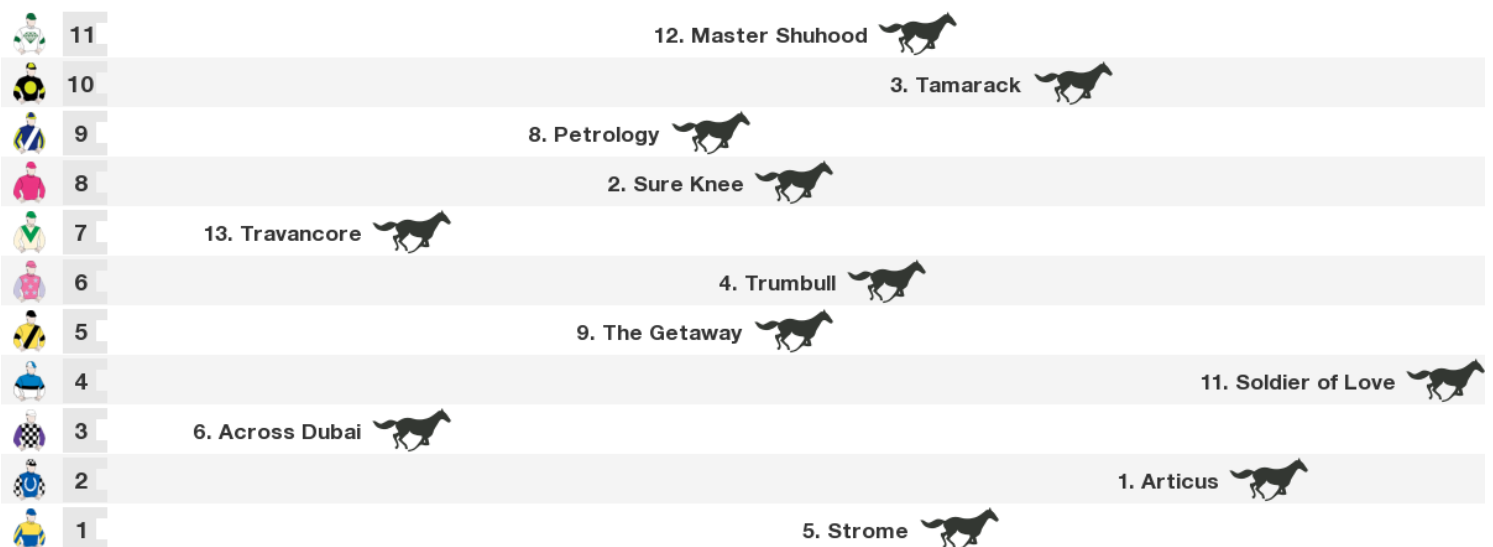 11 12. Master Shuhood
10 3. Tamarack
9 8. Petrology
8 2. Sure Knee
7 13. Travancore
6 4. Trumbull
5 9. The Getaway
4 11. Soldier of Love
3 6. Across Dubai
2 1. Articus
1 5. Strome